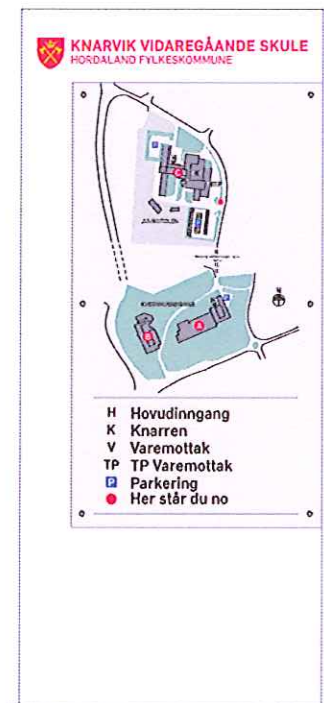 KNARVIK VIDAREGÅANDE SKULE
HORDALAND FYLKESKOMMUNE
C
K
P
N
P
B
A
H Hovudinngang
K Knarren
V Varemottak
TP TP Varemottak
P Parkering
Her står du no